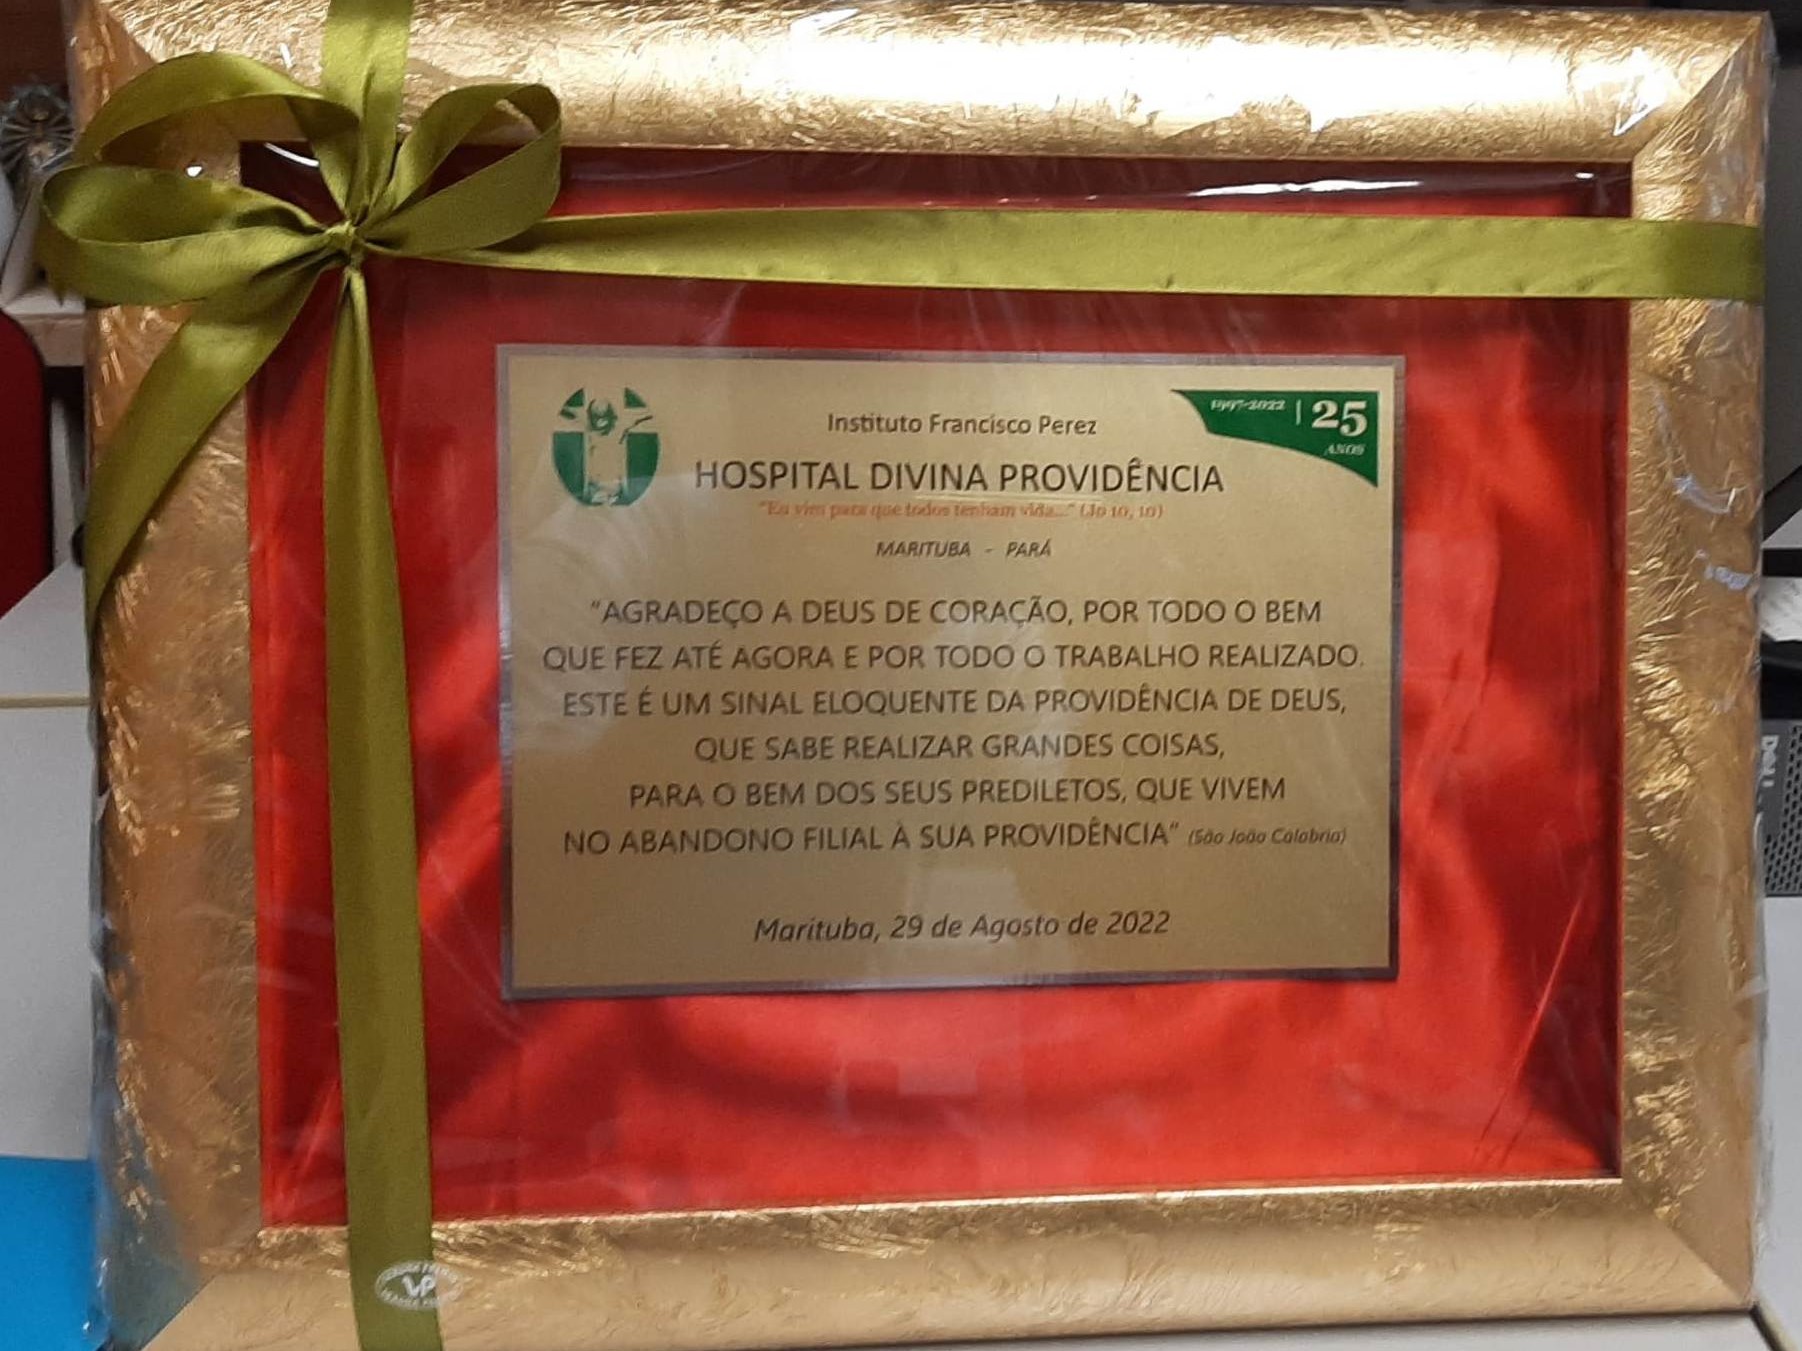 Instituto Francisco Perez
1997-2022 | 25
ANOS
HOSPITAL DIVINA PROVIDÊNCIA
"Eu vim para que todos tenham vida..." (Jo 10, 10)
MARITUBA - PARÁ
"AGRADEÇO A DEUS DE CORAÇÃO, POR TODO O BEM
QUE FEZ ATÉ AGORA E POR TODO O TRABALHO REALIZADO.
ESTE É UM SINAL ELOQUENTE DA PROVIDÊNCIA DE DEUS,
QUE SABE REALIZAR GRANDES COISAS,
PARA O BEM DOS SEUS PREDILETOS, QUE VIVEM
NO ABANDONO FILIAL À SUA PROVIDÊNCIA" (São João Calabria)
Marituba, 29 de Agosto de 2022
VP
DELL